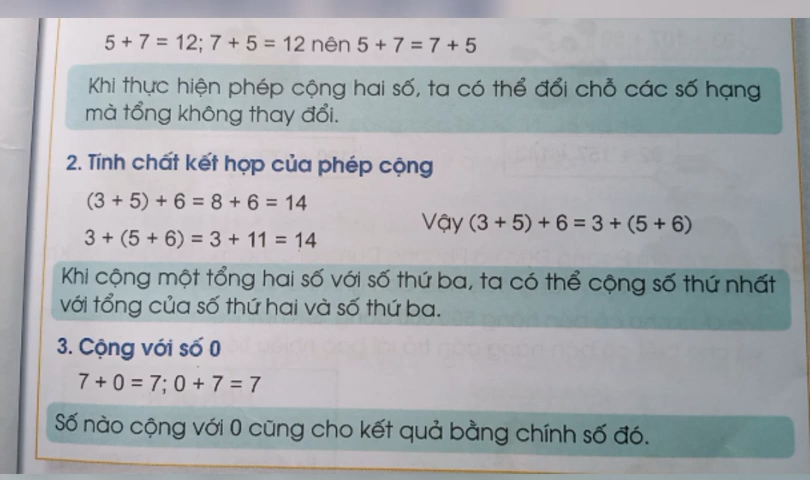 5 + 7 = 12; 7 + 5 = 12 nên 5 + 7 = 7 + 5
Khi thực hiện phép cộng hai số, ta có thể đổi chỗ các số hạng
mà tổng không thay đổi.
2. Tính chất kết hợp của phép cộng
(3 + 5) + 6 = 8 + 6 = 14
3 + (5 + 6) = 3 + 11 = 14
Vậy (3 + 5) + 6 = 3 + (5 + 6)
Khi cộng một tổng hai số với số thứ ba, ta có thể cộng số thứ nhất
với tổng của số thứ hai và số thứ ba.
3. Cộng với số 0
7 + 0 = 7; 0 + 7 = 7
Số nào cộng với 0 cũng cho kết quả bằng chính số đó.